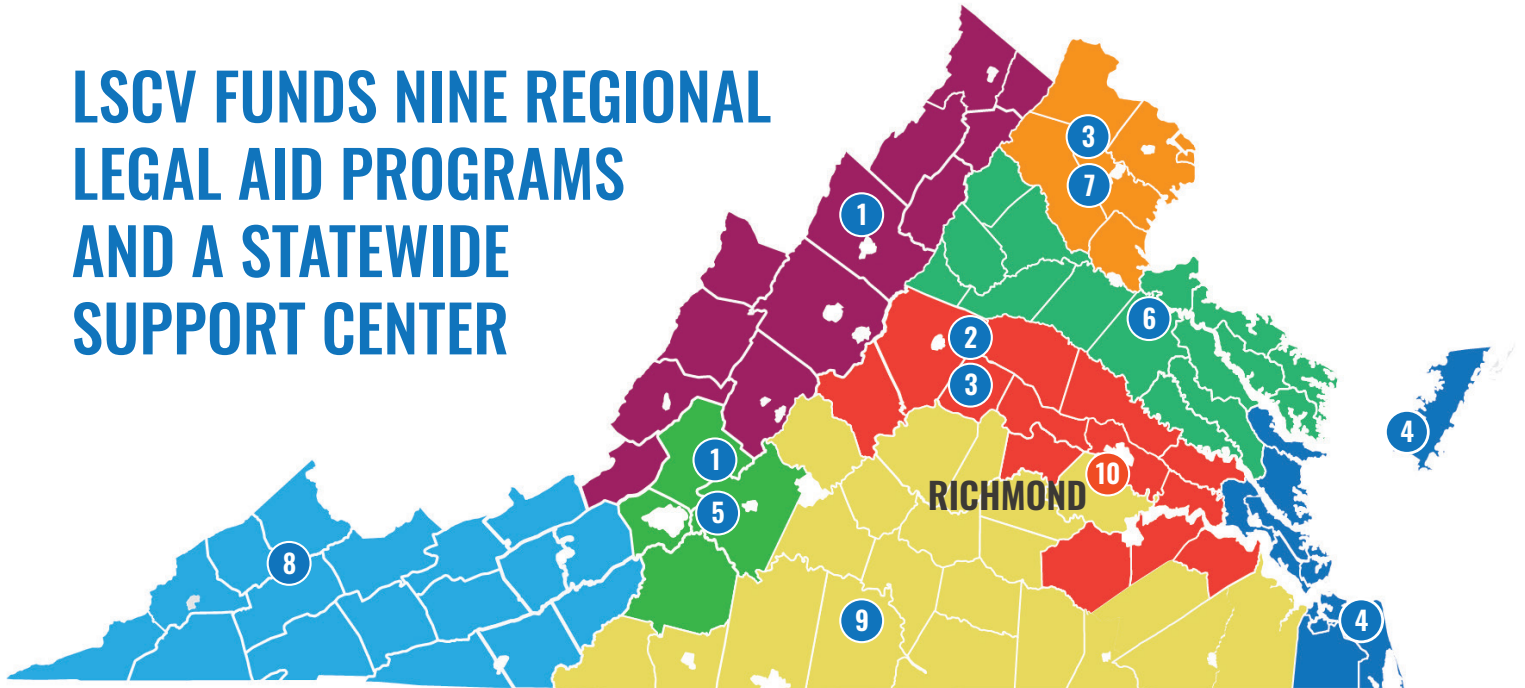 LSCV FUNDS NINE REGIONAL
LEGAL AID PROGRAMS
AND A STATEWIDE
SUPPORT CENTER
3
7
1
6
2
3
4
1
10
RICHMOND
5
8
9
4